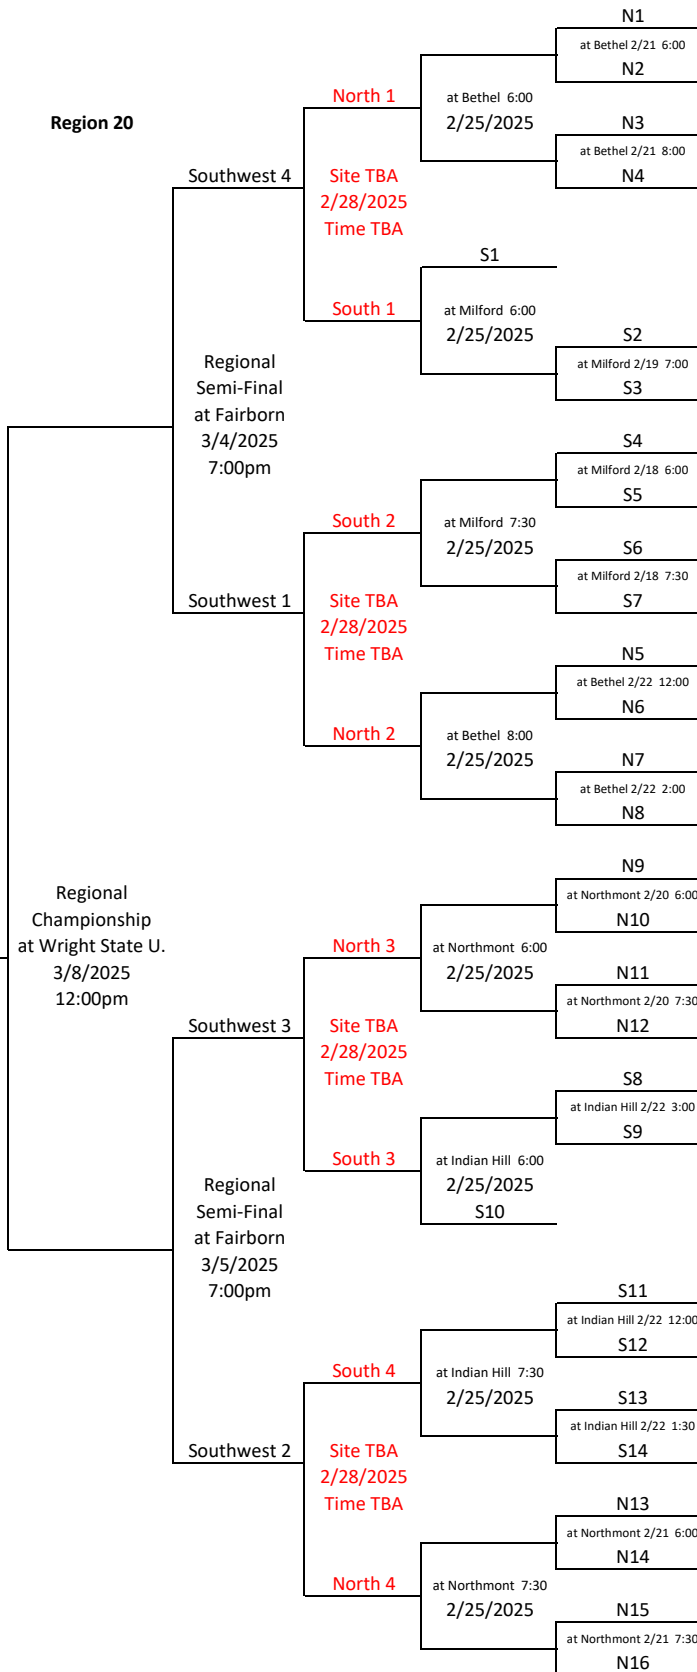 N1
at Bethel 2/21 6:00
N2
North 1
at Bethel 6:00
Region 20
2/25/2025
N3
at Bethel 2/21 8:00
Southwest 4
Site TBA
N4
2/28/2025
Time TBA
S1
South 1
at Milford 6:00
2/25/2025
S2
Regional
at Milford 2/19 7:00
Semi-Final
S3
at Fairborn
3/4/2025
S4
7:00pm
at Milford 2/18 6:00
S5
South 2
at Milford 7:30
2/25/2025
S6
at Milford 2/18 7:30
Southwest 1
Site TBA
S7
2/28/2025
Time TBA
N5
at Bethel 2/22 12:00
N6
North 2
at Bethel 8:00
2/25/2025
N7
at Bethel 2/22 2:00
N8
N9
Regional
at Northmont 2/20 6:00
Championship
N10
at Wright State U.
North 3
at Northmont 6:00
3/8/2025
2/25/2025
N11
12:00pm
at Northmont 2/20 7:30
Southwest 3
Site TBA
N12
2/28/2025
Time TBA
S8
at Indian Hill 2/22 3:00
S9
South 3
at Indian Hill 6:00
Regional
2/25/2025
Semi-Final
S10
at Fairborn
3/5/2025
7:00pm
S11
at Indian Hill 2/22 12:00
S12
South 4
at Indian Hill 7:30
2/25/2025
S13
at Indian Hill 2/22 1:30
Southwest 2
Site TBA
S14
2/28/2025
Time TBA
N13
at Northmont 2/21 6:00
N14
North 4
at Northmont 7:30
2/25/2025
N15
at Northmont 2/21 7:30
N16